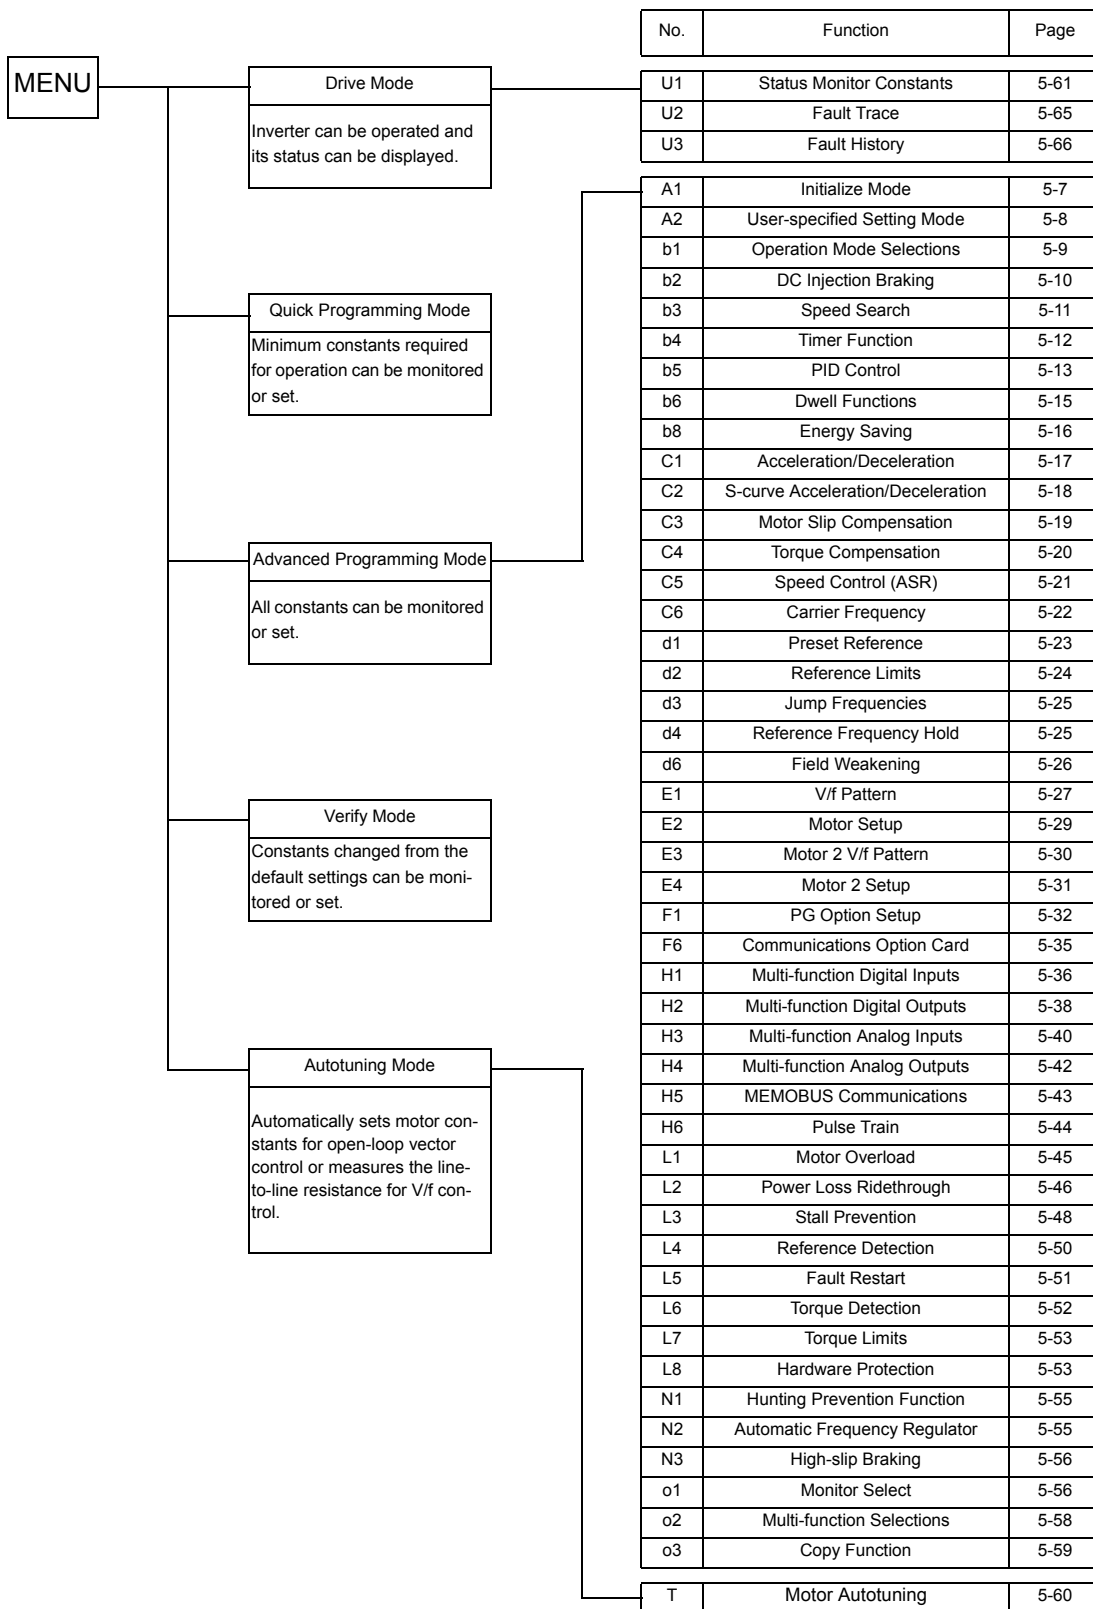 MENU
Drive Mode
Inverter can be operated and
its status can be displayed.
Quick Programming Mode
Minimum constants required
for operation can be monitored
or set.
Advanced Programming Mode
All constants can be monitored
or set.
Verify Mode
Constants changed from the
default settings can be moni-
tored or set.
Autotuning Mode
Automatically sets motor con-
stants for open-loop vector
control or measures the line-
to-line resistance for V/f con-
trol.
No. Function Page
U1 Status Monitor Constants 5-61
U2 Fault Trace 5-65
U3 Fault History 5-66
A1 Initialize Mode 5-7
A2 User-specified Setting Mode 5-8
b1 Operation Mode Selections 5-9
b2 DC Injection Braking 5-10
b3 Speed Search 5-11
b4 Timer Function 5-12
b5 PID Control 5-13
b6 Dwell Functions 5-15
b8 Energy Saving 5-16
C1 Acceleration/Deceleration 5-17
C2 S-curve Acceleration/Deceleration 5-18
C3 Motor Slip Compensation 5-19
C4 Torque Compensation 5-20
C5 Speed Control (ASR) 5-21
C6 Carrier Frequency 5-22
d1 Preset Reference 5-23
d2 Reference Limits 5-24
d3 Jump Frequencies 5-25
d4 Reference Frequency Hold 5-25
d6 Field Weakening 5-26
E1 V/f Pattern 5-27
E2 Motor Setup 5-29
E3 Motor 2 V/f Pattern 5-30
E4 Motor 2 Setup 5-31
F1 PG Option Setup 5-32
F6 Communications Option Card 5-35
H1 Multi-function Digital Inputs 5-36
H2 Multi-function Digital Outputs 5-38
H3 Multi-function Analog Inputs 5-40
H4 Multi-function Analog Outputs 5-42
H5 MEMOBUS Communications 5-43
H6 Pulse Train 5-44
L1 Motor Overload 5-45
L2 Power Loss Ridethrough 5-46
L3 Stall Prevention 5-48
L4 Reference Detection 5-50
L5 Fault Restart 5-51
L6 Torque Detection 5-52
L7 Torque Limits 5-53
L8 Hardware Protection 5-53
N1 Hunting Prevention Function 5-55
N2 Automatic Frequency Regulator 5-55
N3 High-slip Braking 5-56
o1 Monitor Select 5-56
o2 Multi-function Selections 5-58
o3 Copy Function 5-59
T Motor Autotuning 5-60